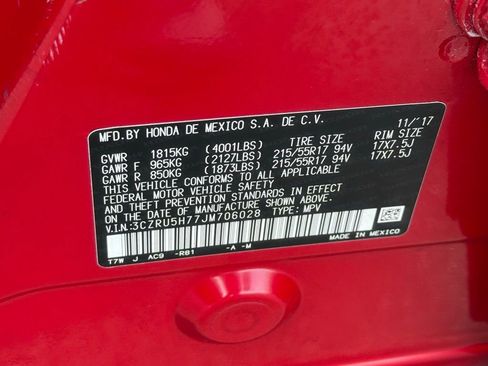 MFD.BY HONDA DE MEXICO S.A. DE C.V. 11/'17
GVWR 1815KG (4001LBS) TIRE SIZE RIM SIZE
GAWR F 965KG (2127LBS) 215/55R17 94V 17X7.5J
GAWR R 850KG (1873LBS) 215/55R17 94V 17X7.5J
THIS VEHICLE CONFORMS TO ALL APPLICABLE
FEDERAL MOTOR VEHICLE SAFETY
AND THEFT PREVENTION STANDARDS IN EFFECT
ON THE DATE OF MANUFACTURE SHOWN ABOVE.
V.I.N:3CZRU5H77JM706028 TYPE: MPV
T7W J AC9 -R81 -A -M MADE IN MEXICO